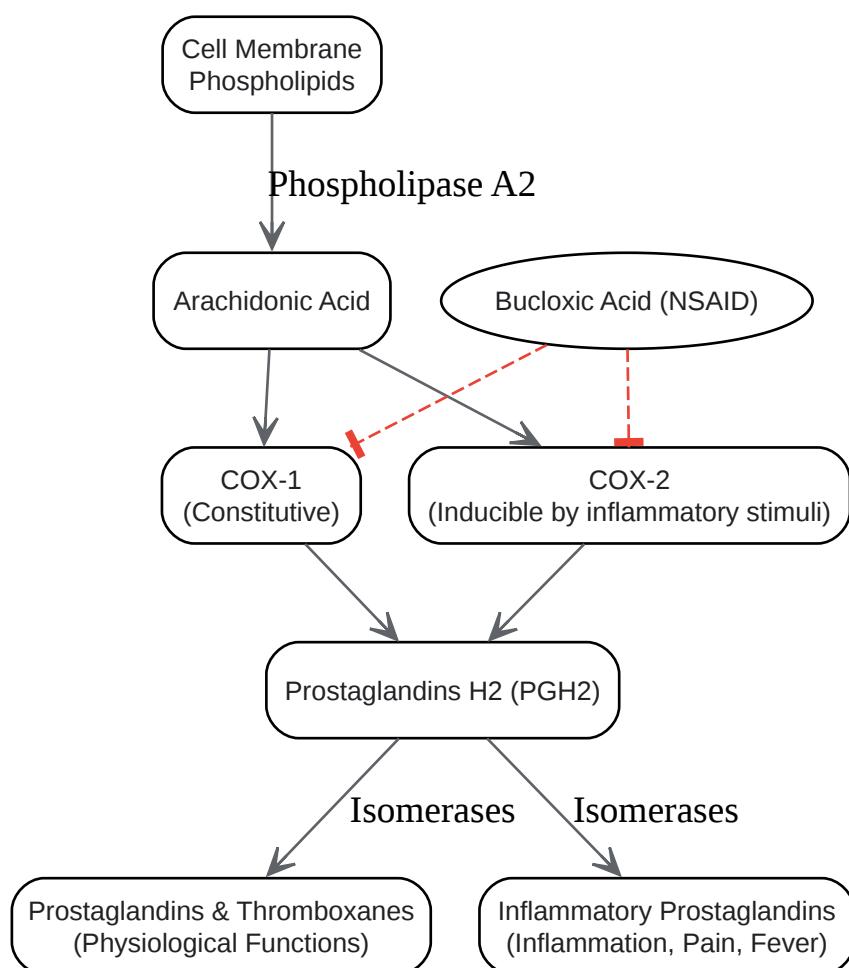 Cell Membrane
Phospholipids
Phospholipase A2
Arachidonic Acid
Bucloxic Acid (NSAID)
COX-1
(Constitutive)
COX-2
(Inducible by inflammatory stimuli)
Prostaglandins H2 (PGH2)
Isomerases
Isomerases
Prostaglandins & Thromboxanes
(Physiological Functions)
Inflammatory Prostaglandins
(Inflammation, Pain, Fever)